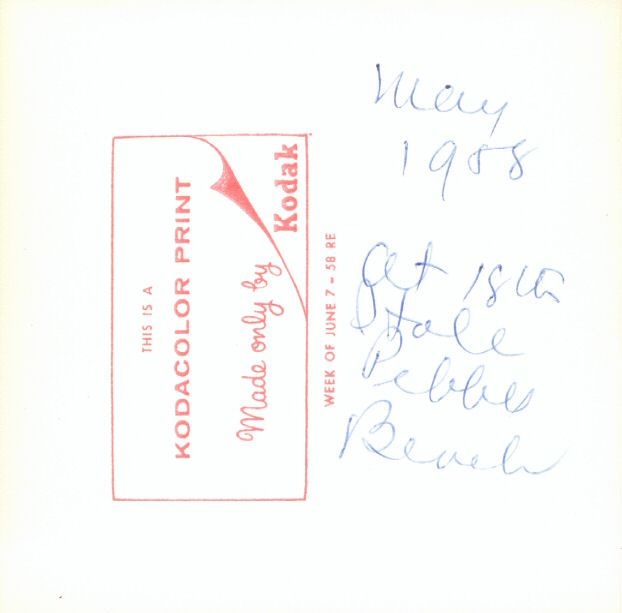 THIS IS A
KODACOLOR PRINT
Made only by
Kodak
WEEK OF JUNE 7 - 58 RE
May
1958
At 18th
Hole
Pebble
Beach